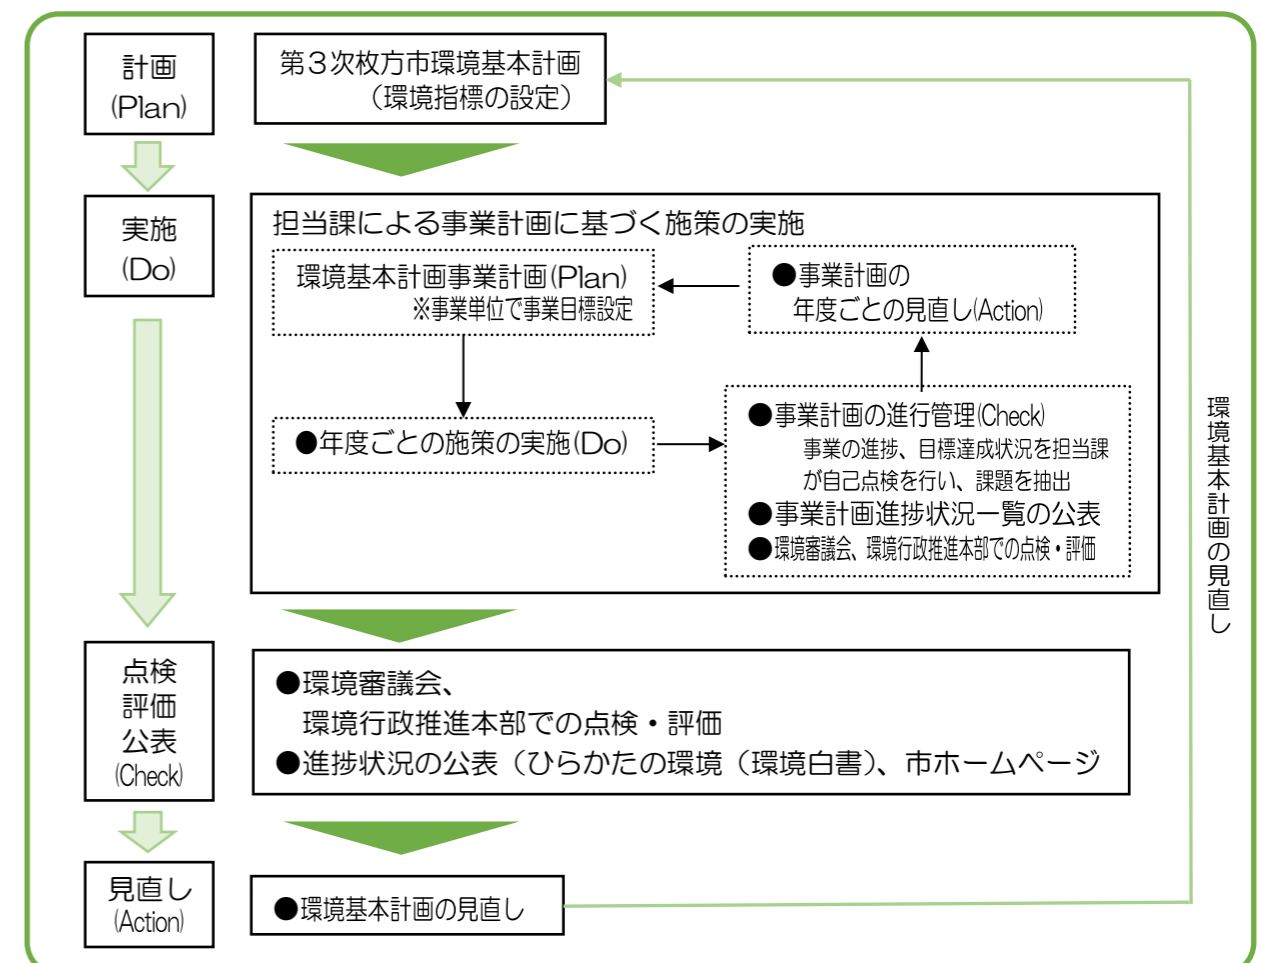 計画
(Plan)
第３次枚方市環境基本計画
（環境指標の設定）
実施
(Do)
担当課による事業計画に基づく施策の実施
環境基本計画事業計画(Plan)
※事業単位で事業目標設定
●事業計画の
年度ごとの見直し(Action)
●年度ごとの施策の実施(Do)
●事業計画の進行管理(Check)
事業の進捗、目標達成状況を担当課
が自己点検を行い、課題を抽出
●事業計画進捗状況一覧の公表
●環境審議会、環境行政推進本部での点検・評価
点検
評価
公表
(Check)
●環境審議会、
環境行政推進本部での点検・評価
●進捗状況の公表（ひらかたの環境（環境白書）、市ホームページ
見直し
(Action)
●環境基本計画の見直し
環境基本計画の見直し